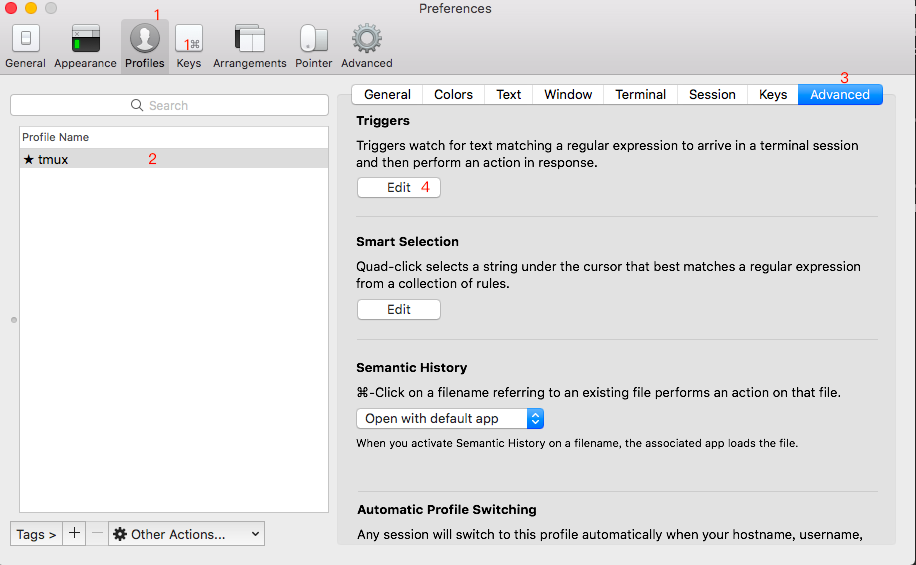 Preferences
1
1⌘
General Appearance Profiles Keys Arrangements Pointer Advanced
3
Search
General Colors Text Window Terminal Session Keys Advanced
Profile Name
★ tmux 2
Triggers
Triggers watch for text matching a regular expression to arrive in a terminal session
and then perform an action in response.
Edit 4
Smart Selection
Quad-click selects a string under the cursor that best matches a regular expression
from a collection of rules.
Edit
Semantic History
⌘-Click on a filename referring to an existing file performs an action on that file.
Open with default app
When you activate Semantic History on a filename, the associated app loads the file.
Automatic Profile Switching
Any session will switch to this profile automatically when your hostname, username,
Tags > + − Other Actions...